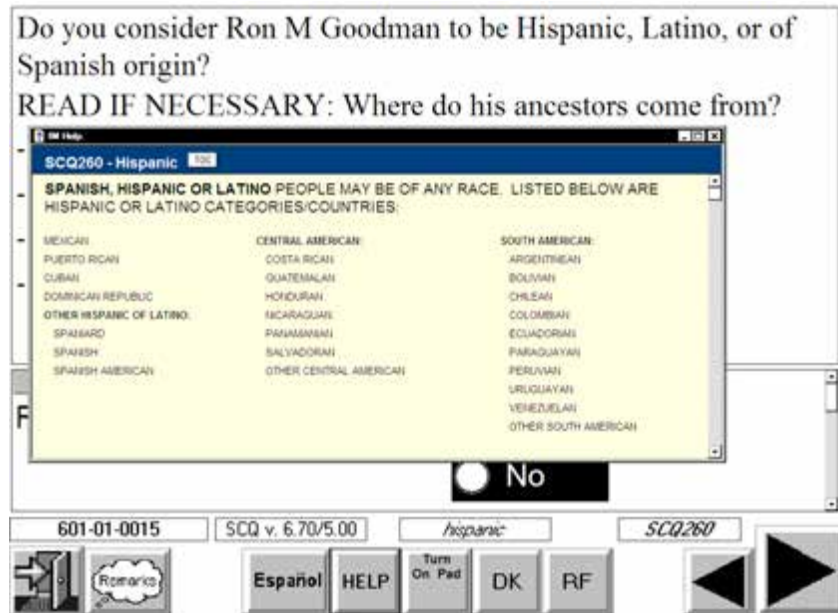 Do you consider Ron M Goodman to be Hispanic, Latino, or of
Spanish origin?
READ IF NECESSARY: Where do his ancestors come from?
Help
SCQ260 - Hispanic
SPANISH, HISPANIC OR LATINO PEOPLE MAY BE OF ANY RACE. LISTED BELOW ARE
HISPANIC OR LATINO CATEGORIES/COUNTRIES:
MEXICAN
PUERTO RICAN
CUBAN
DOMINICAN REPUBLIC
OTHER HISPANIC OF LATINO:
SPANIARD
SPANISH
SPANISH AMERICAN
CENTRAL AMERICAN:
COSTA RICAN
GUATEMALAN
HONDURAN
NICARAGUAN
PANAMANIAN
SALVADORAN
OTHER CENTRAL AMERICAN
SOUTH AMERICAN:
ARGENTINEAN
BOLIVIAN
CHILEAN
COLOMBIAN
ECUADORIAN
PARAGUAYAN
PERUVIAN
URUGUAYAN
VENEZUELAN
OTHER SOUTH AMERICAN
No
601-01-0015 SCQ v. 6.70/5.00 hispanic SCQ260
Remarks
Español HELP Turn
On Pad DK RF